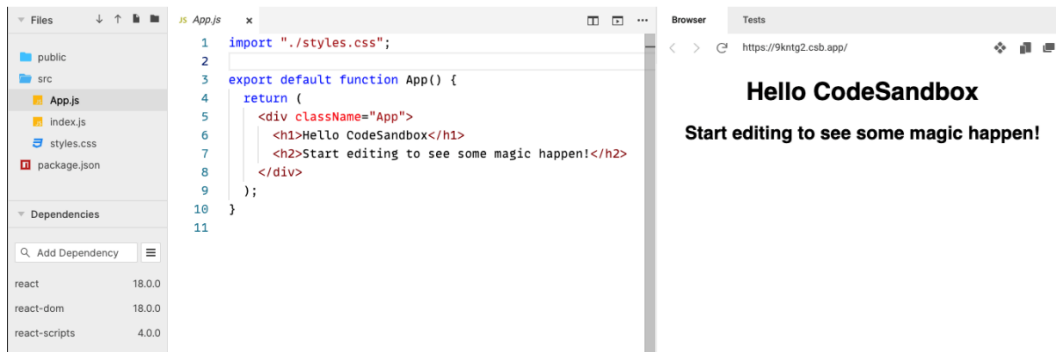 Files
public
src
App.js
index.js
styles.css
package.json
Dependencies
Add Dependency
react 18.0.0
react-dom 18.0.0
react-scripts 4.0.0
JS App.js x
1 import "./styles.css";
2
3 export default function App() {
4 return (
5 <div className="App">
6 <h1>Hello CodeSandbox</h1>
7 <h2>Start editing to see some magic happen!</h2>
8 </div>
9 );
10 }
11
Browser Tests
https://9kntg2.csb.app/
Hello CodeSandbox
Start editing to see some magic happen!